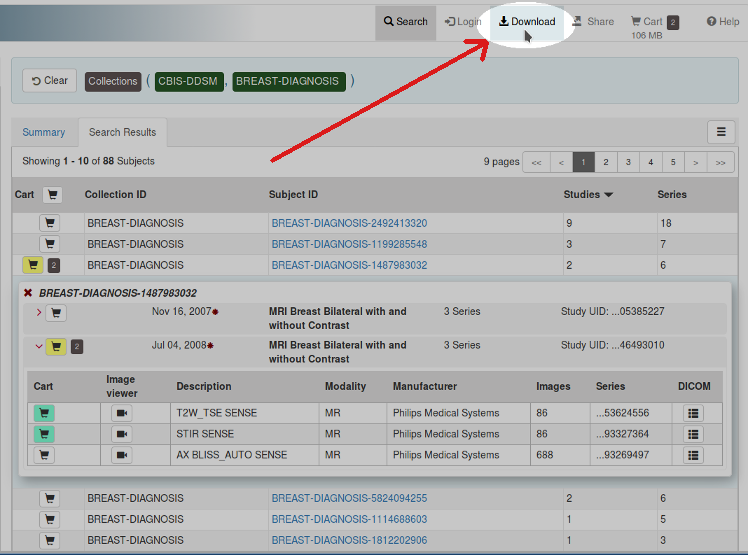 Search Login Download Share Cart 2 Help
106 MB
Clear Collections ( CBIS-DDSM , BREAST-DIAGNOSIS )
Summary Search Results
Showing 1 - 10 of 88 Subjects 9 pages << < 1 2 3 4 5 > >>
Cart Collection ID Subject ID Studies Series
BREAST-DIAGNOSIS BREAST-DIAGNOSIS-2492413320 9 18
BREAST-DIAGNOSIS BREAST-DIAGNOSIS-1199285548 3 7
2 BREAST-DIAGNOSIS BREAST-DIAGNOSIS-1487983032 2 6
BREAST-DIAGNOSIS-1487983032
Nov 16, 2007 MRI Breast Bilateral with and 3 Series Study UID: ...05385227
without Contrast
2 Jul 04, 2008 MRI Breast Bilateral with and 3 Series Study UID: ...46493010
without Contrast
Cart Image Description Modality Manufacturer Images Series DICOM
viewer
T2W_TSE SENSE MR Philips Medical Systems 86 ...53624556
STIR SENSE MR Philips Medical Systems 86 ...93327364
AX BLISS_AUTO SENSE MR Philips Medical Systems 688 ...93269497
BREAST-DIAGNOSIS BREAST-DIAGNOSIS-5824094255 2 6
BREAST-DIAGNOSIS BREAST-DIAGNOSIS-1114688603 1 5
BREAST-DIAGNOSIS BREAST-DIAGNOSIS-1812202906 1 3